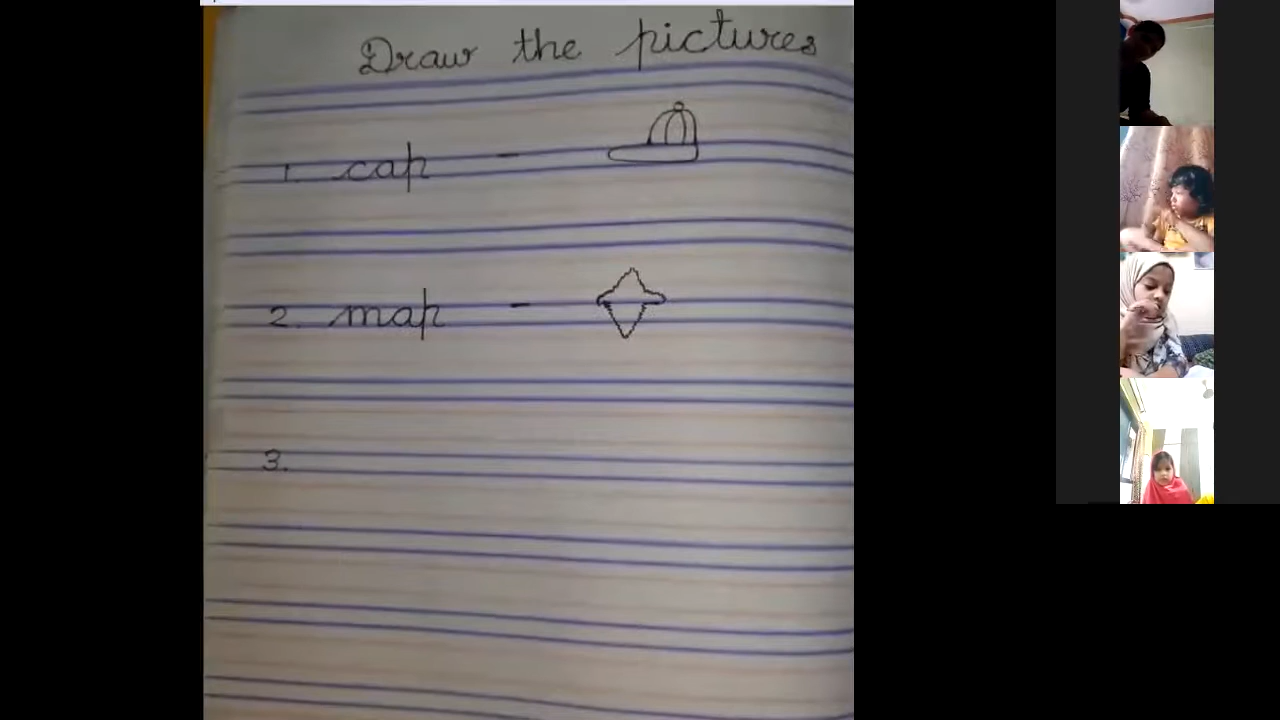 Draw the pictures
1. cap -
2. map -
3.